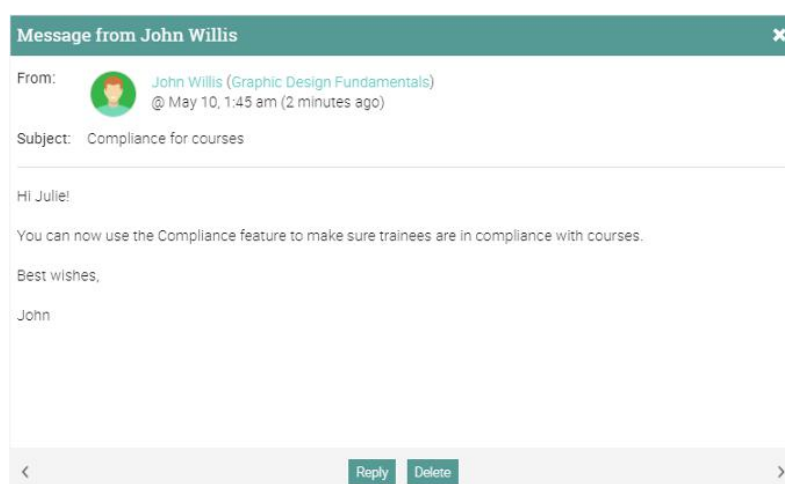 Message from John Willis
From:
John Willis (Graphic Design Fundamentals)
@ May 10, 1:45 am (2 minutes ago)
Subject: Compliance for courses
Hi Julie!
You can now use the Compliance feature to make sure trainees are in compliance with courses.
Best wishes,
John
Reply Delete